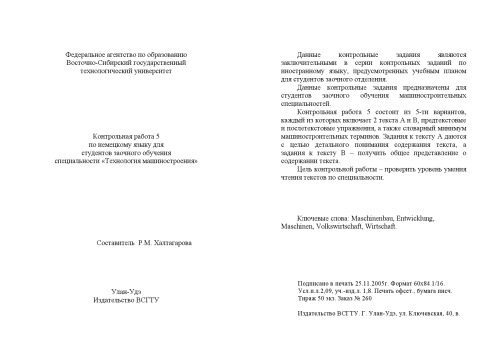 Федеральное агентство по образованию
Восточно-Сибирский государственный
технологический университет
Контрольная работа 5
по немецкому языку для
студентов заочного обучения
специальности «Технология машиностроения»
Составитель Р.М. Халтагарова
Улан-Удэ
Издательство ВСГТУ
Данные контрольные задания являются
заключительными в серии контрольных заданий по
иностранному языку, предусмотренных учебным планом
для студентов заочного отделения.
Данные контрольные задания предназначены для
студентов заочного обучения машиностроительных
специальностей.
Контрольная работа 5 состоит из 5-ти вариантов,
каждый из которых включает 2 текста А и В, предтекстовые
и послетекстовые упражнения, а также словарный минимум
машиностроительных терминов. Задания к тексту А даются
с целью детального понимания содержания текста, а
задания к тексту В – получить общее представление о
содержании текста.
Цель контрольной работы – проверить уровень умения
чтения текстов по специальности.
Ключевые слова: Maschinenbau, Entwicklung,
Maschinen, Volkswirtschaft, Wirtschaft.
Подписано в печать 25.11.2005г. Формат 60х84 1/16.
Усл.п.л.2,09, уч.-изд.л. 1,8. Печать офсет., бумага писч.
Тираж 50 экз. Заказ № 260
Издательство ВСГТУ. Г. Улан-Удэ, ул. Ключевская, 40, в.